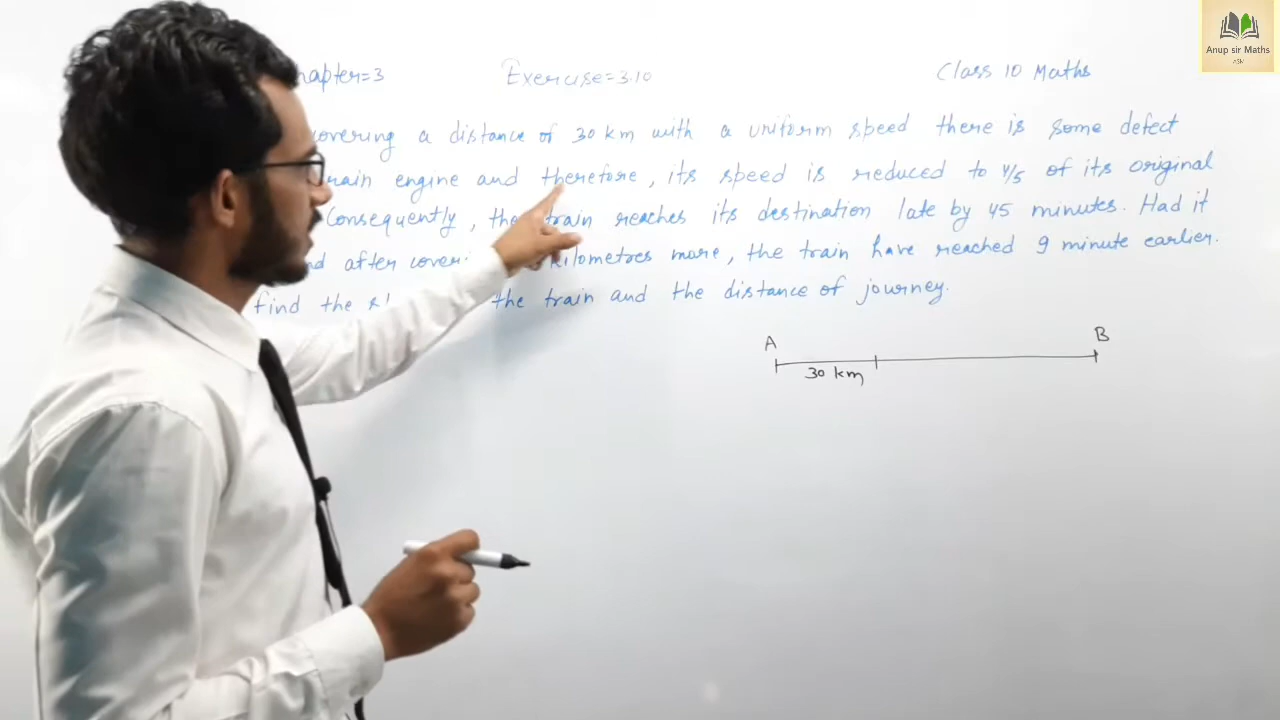 hapter=3 Exercise=3.10 Class 10 Maths
Anup sir Maths
overing a distance of 30 km with a uniform speed there is some defect
rain engine and therefore, its speed is reduced to 4/5 of its original
Consequently, the train reaches its destination late by 45 minutes. Had it
after coveri kilometres more, the train have reached 9 minute earlier.
find the the train and the distance of journey.
A B
30 km